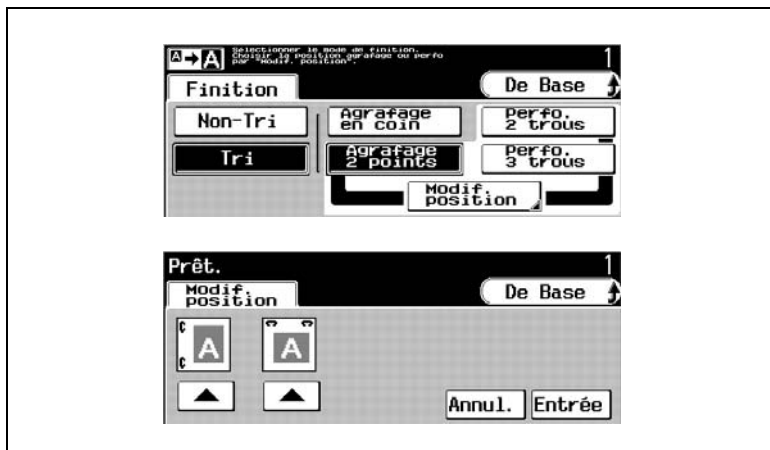 A→A Sélectionner le mode de finition.
Choisir la position agrafage ou perfo
par "Modif. position".
1
Finition
De Base
Non-Tri
Agrafage
en coin
Perfo.
2 trous
Tri
Agrafage
2 points
Perfo.
3 trous
Modif.
position
Prêt.
1
Modif.
position
De Base
A
A
Annul.
Entrée